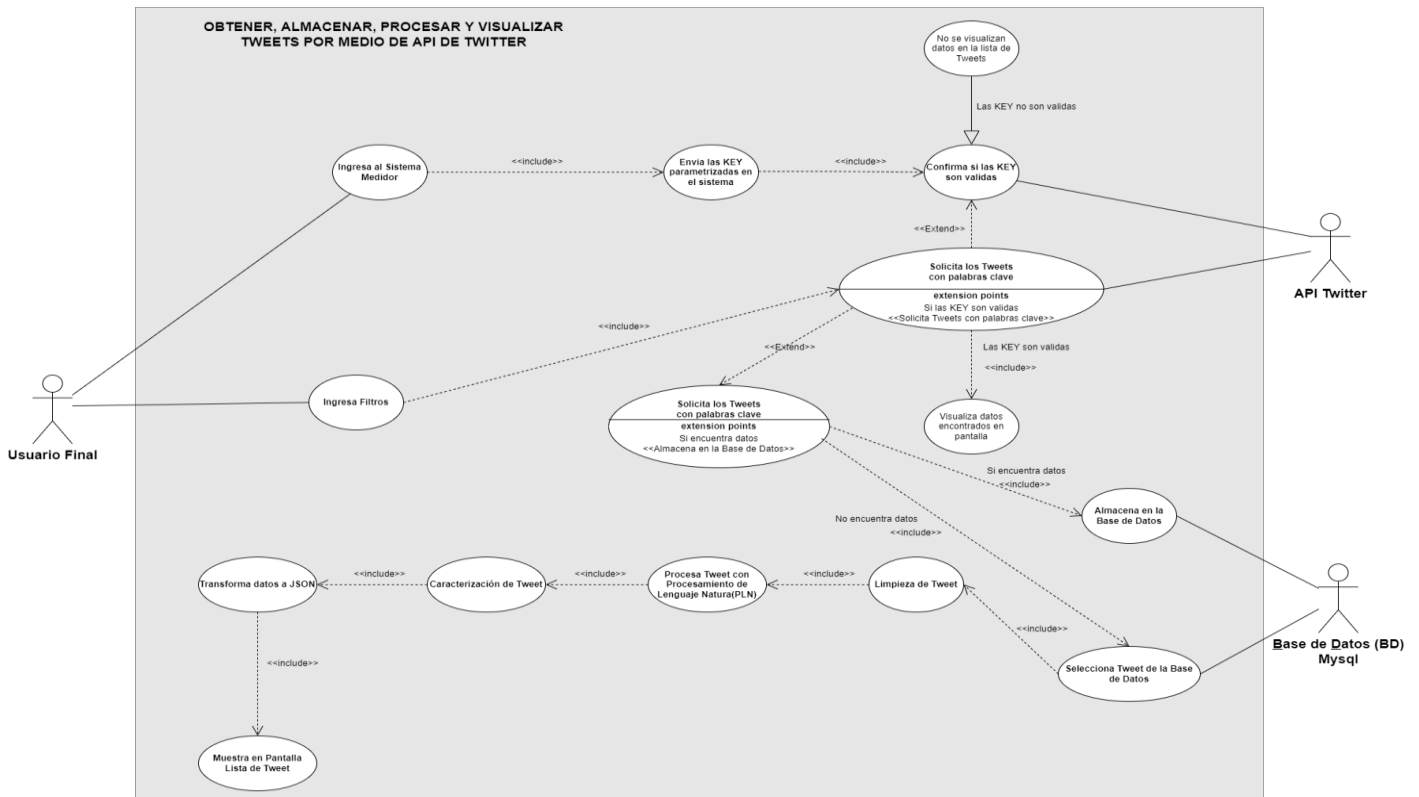 OBTENER, ALMACENAR, PROCESAR Y VISUALIZAR
TWEETS POR MEDIO DE API DE TWITTER
No se visualizan
datos en la lista de
Tweets
Las KEY no son validas
Ingresa al Sistema
Medidor
<<include>>
Envia las KEY
parametrizadas en
el sistema
<<include>>
Confirma si las KEY
son validas
<<Extend>>
Solicita los Tweets
con palabras clave
extension points
Si las KEY son validas
<<Solicita Tweets con palabras clave>>
API Twitter
<<include>>
<<Extend>>
Las KEY son validas
<<include>>
Usuario Final
Ingresa Filtros
Solicita los Tweets
con palabras clave
extension points
Si encuentra datos
<<Almacena en la Base de Datos>>
Visualiza datos
encontrados en
pantalla
Si encuentra datos
<<include>>
Almacena en la
Base de Datos
No encuentra datos
<<include>>
Transforma datos a JSON
<<include>>
Caracterización de Tweet
<<include>>
Procesa Tweet con
Procesamiento de
Lenguaje Natura(PLN)
<<include>>
Limpieza de Tweet
<<include>>
Base de Datos (BD)
Mysql
<<include>>
Selecciona Tweet de la Base
de Datos
Muestra en Pantalla
Lista de Tweet